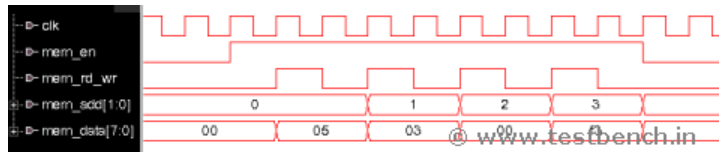 clk
mem_en
mem_rd_wr
mem_add[1:0] 0 1 2 3
mem_data[7:0] 00 05 03 00
© www.testbench.in